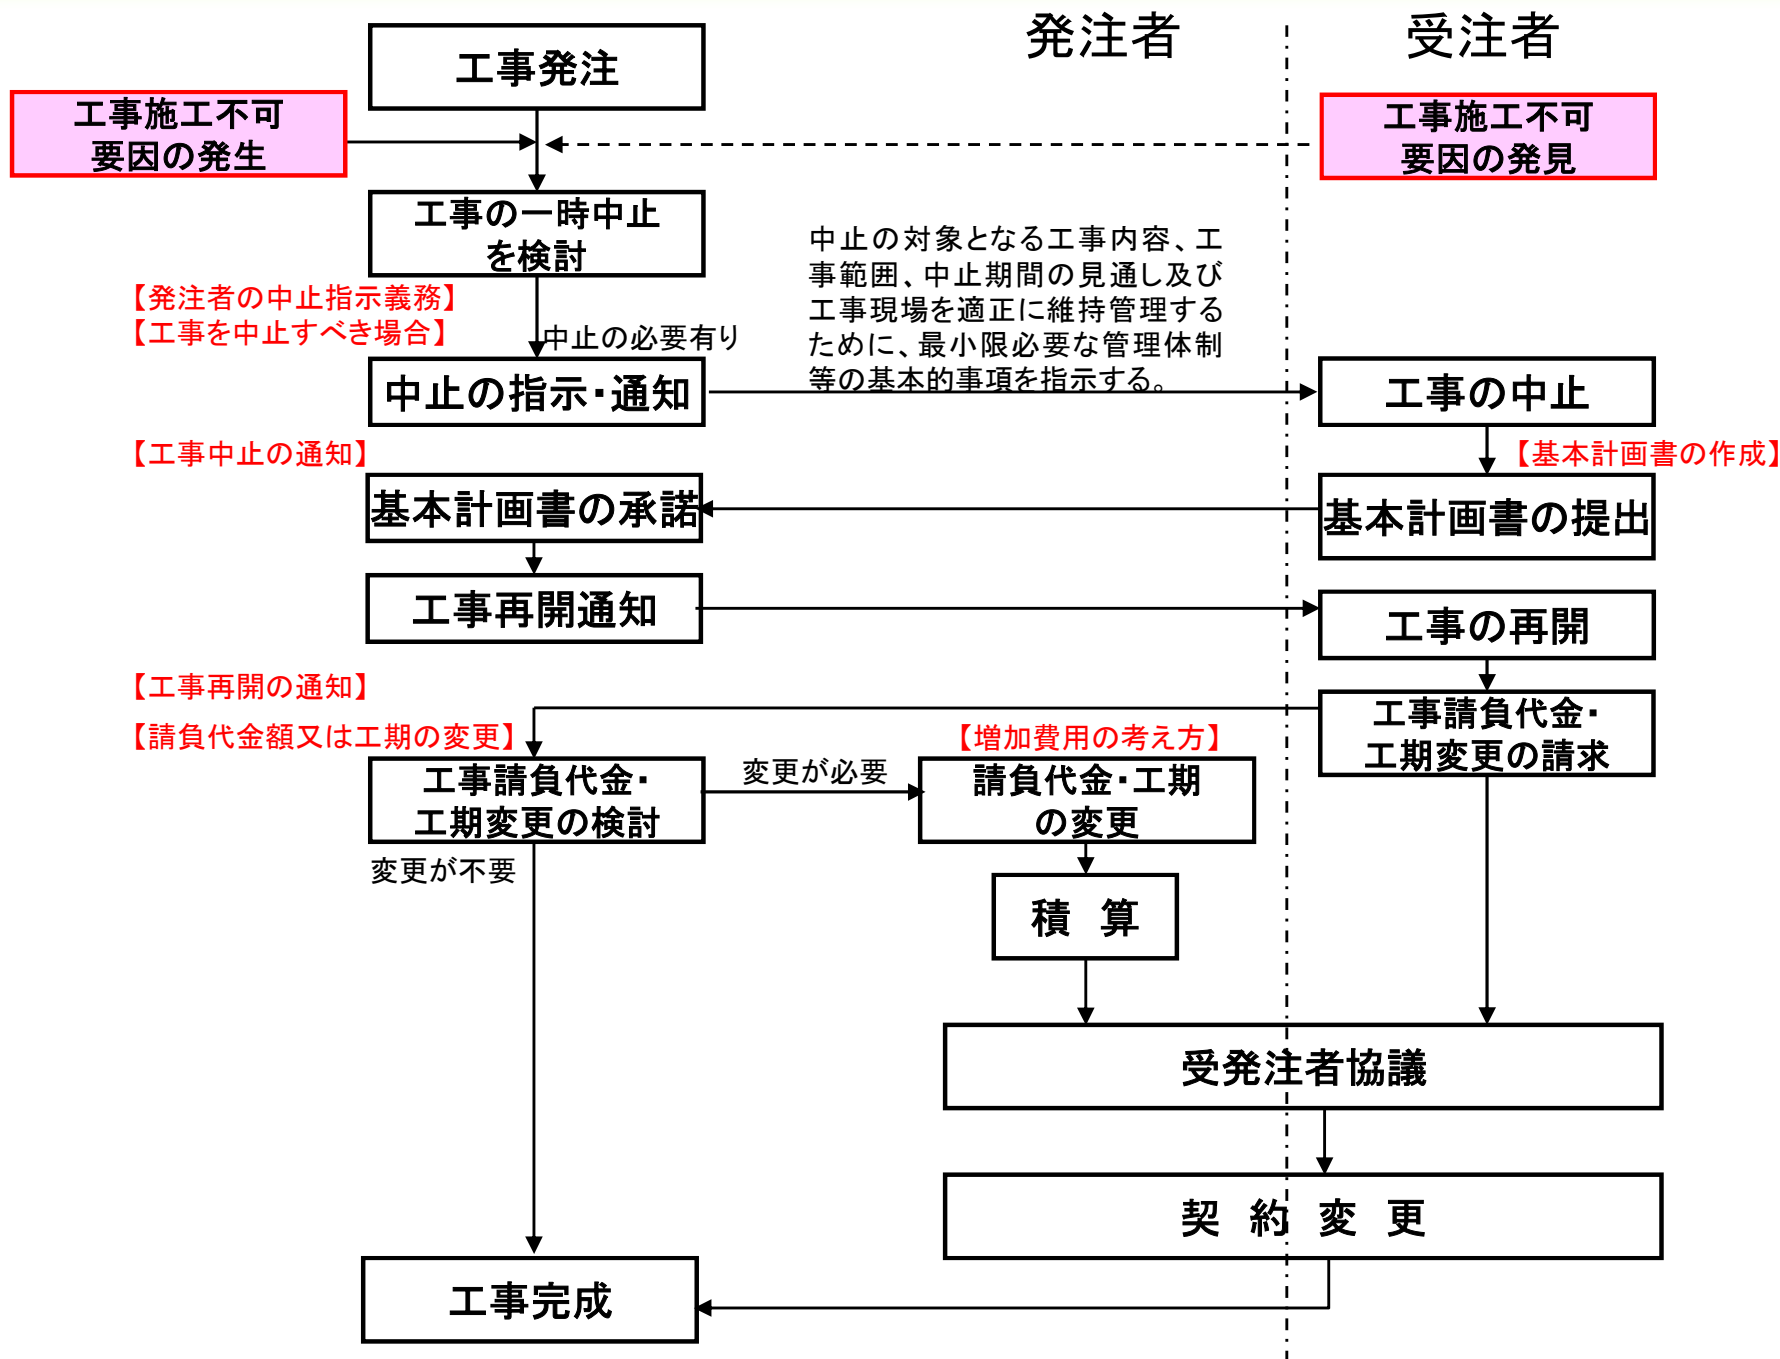 発注者
受注者
工事発注
工事施工不可
要因の発生
工事施工不可
要因の発見
工事の一時中止
を検討
中止の対象となる工事内容、工
事範囲、中止期間の見通し及び
工事現場を適正に維持管理する
ために、最小限必要な管理体制
等の基本的事項を指示する。
【発注者の中止指示義務】
【工事を中止すべき場合】
中止の必要有り
中止の指示・通知
工事の中止
【工事中止の通知】
【基本計画書の作成】
基本計画書の承諾
基本計画書の提出
工事再開通知
工事の再開
【工事再開の通知】
【請負代金額又は工期の変更】
【増加費用の考え方】
工事請負代金・
工期変更の請求
工事請負代金・
工期変更の検討
変更が必要
請負代金・工期
の変更
変更が不要
積 算
受発注者協議
契 約 変 更
工事完成